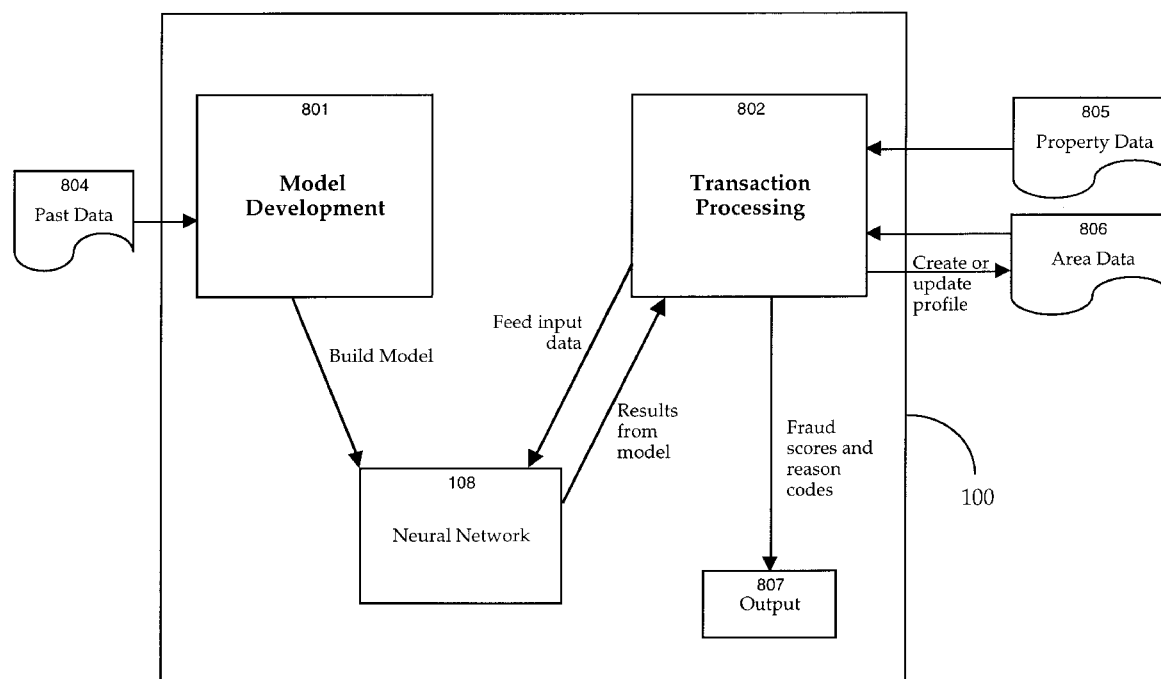 801
Model
Development
802
Transaction
Processing
804
Past Data
805
Property Data
806
Area Data
Create or
update
profile
Build Model
Feed input
data
Results
from
model
Fraud
scores and
reason
codes
108
Neural Network
807
Output
100